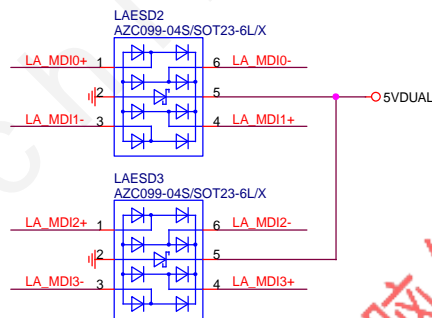 LAESD2
AZC099-04S/SOT23-6L/X
LA_MDI0+ 1 6 LA_MDI0-
2 5 5VDUAL
LA_MDI1- 3 4 LA_MDI1+
LAESD3
AZC099-04S/SOT23-6L/X
LA_MDI2+ 1 6 LA_MDI2-
2 5
LA_MDI3- 3 4 LA_MDI3+